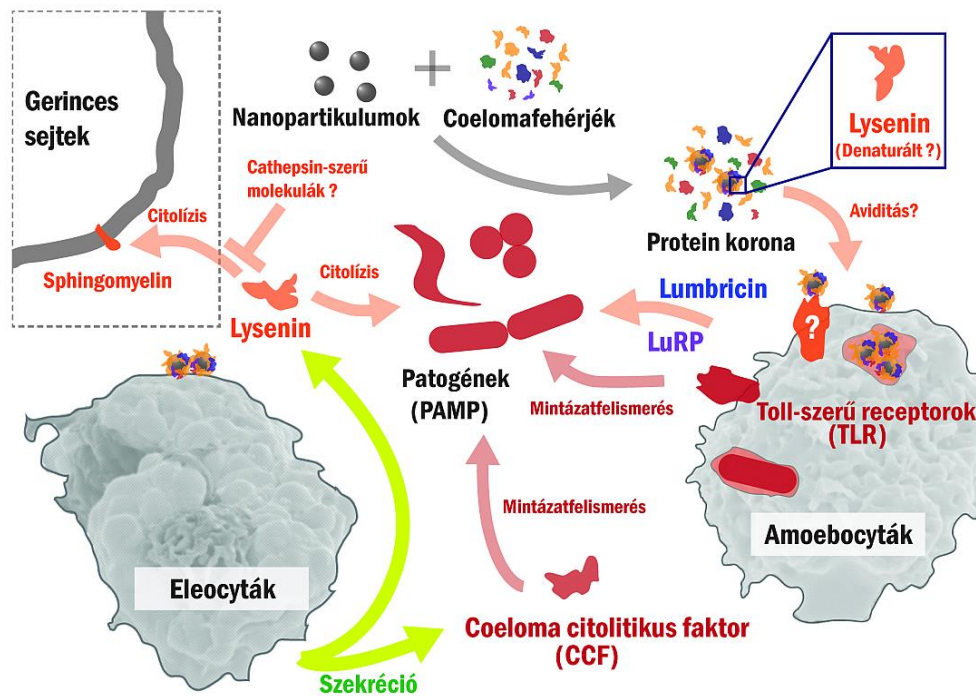 Gerinces
sejtek
Nanopartikulumok
Coelomafehérjék
Lysenin
(Denaturált ?)
Cathepsin-szerű
molekulák ?
Citolízis
Sphingomyelin
Protein korona
Aviditás?
Citolízis
Lysenin
Lumbricin
LuRP
?
Patogének
(PAMP)
Mintázatfelismerés
Toll-szerű receptorok
(TLR)
Mintázatfelismerés
Amoebocyták
Eleocyták
Coeloma citolitikus faktor
(CCF)
Szekréció